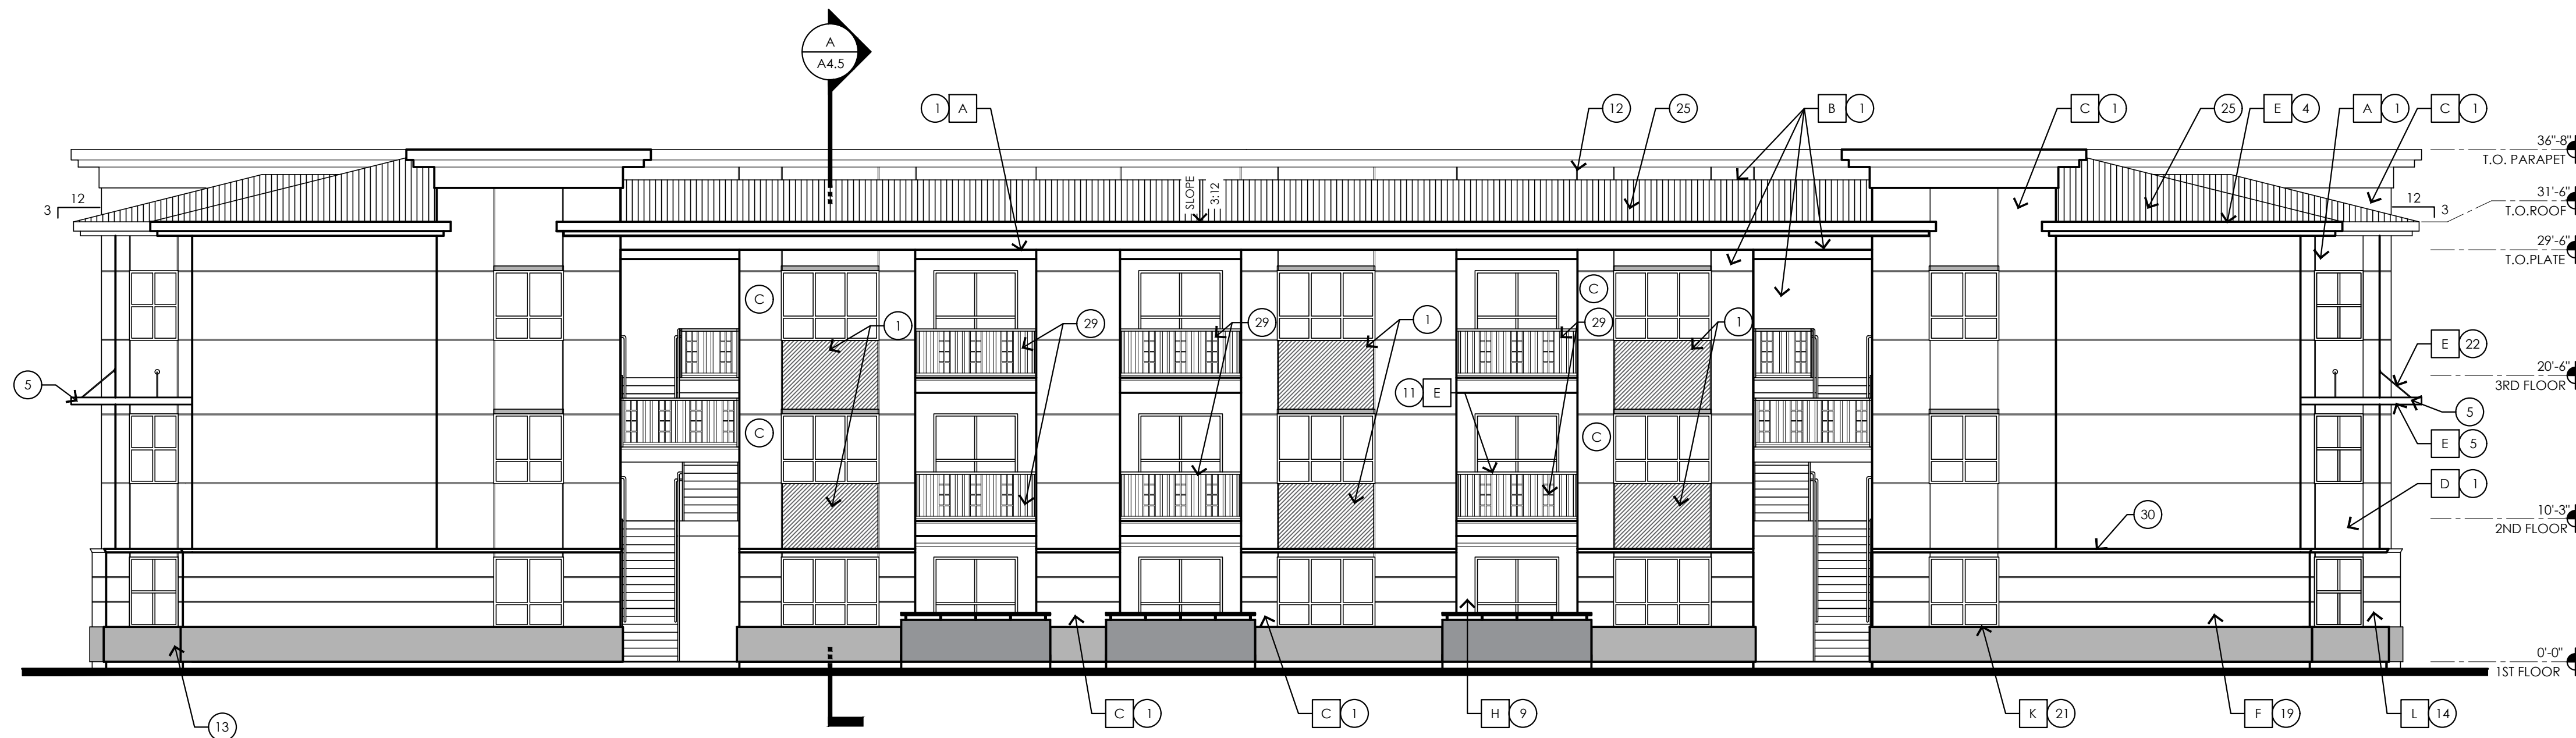 A
A4.5
1 A
12
25
B 1
C 1
25
E 4
A 1
C 1
36'-8"
T.O. PARAPET
3
12
SLOPE
3:12
12
3
31'-6"
T.O.ROOF
29'-6"
T.O.PLATE
C
1
29
29
1
C
29
1
E 22
20'-6"
3RD FLOOR
5
11 E
5
C
C
E 5
D 1
30
10'-3"
2ND FLOOR
0'-0"
1ST FLOOR
13
C 1
C 1
H 9
K 21
F 19
L 14